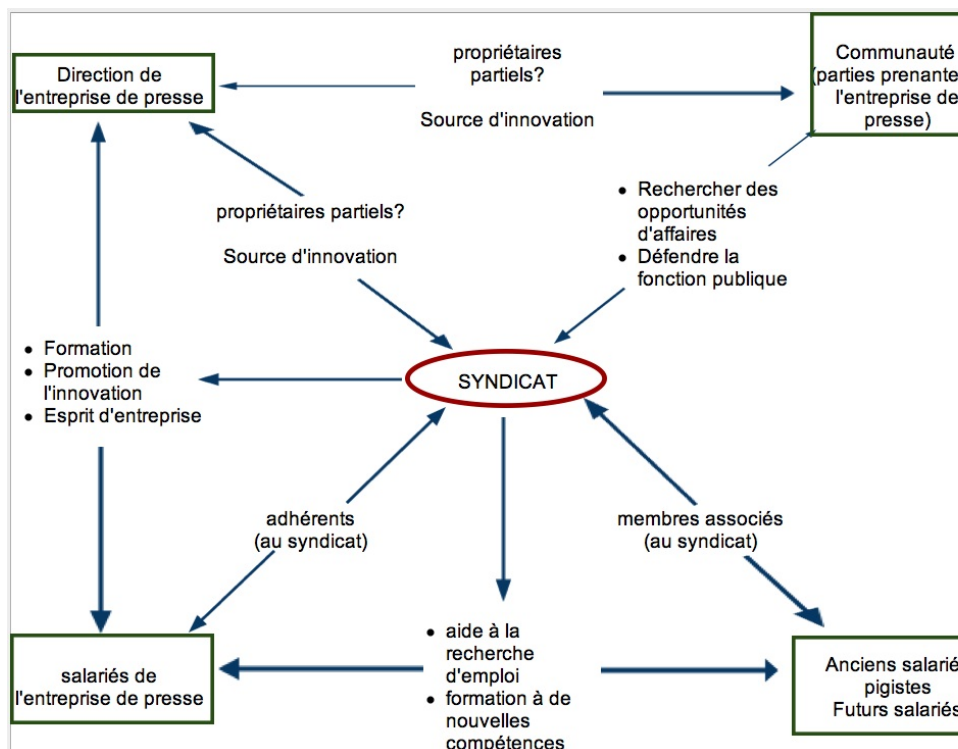 Direction de
l'entreprise de presse
propriétaires
partiels?
Source d'innovation
Communauté
(parties prenante
l'entreprise de
presse)
propriétaires partiels?
Source d'innovation
• Rechercher des
opportunités
d'affaires
• Défendre la
fonction publique
• Formation
• Promotion de
l'innovation
• Esprit d'entreprise
SYNDICAT
adhérents
(au syndicat)
membres associés
(au syndicat)
salariés de
l'entreprise de presse
• aide à la
recherche
d'emploi
• formation à de
nouvelles
compétences
Anciens salarié
pigistes
Futurs salariés